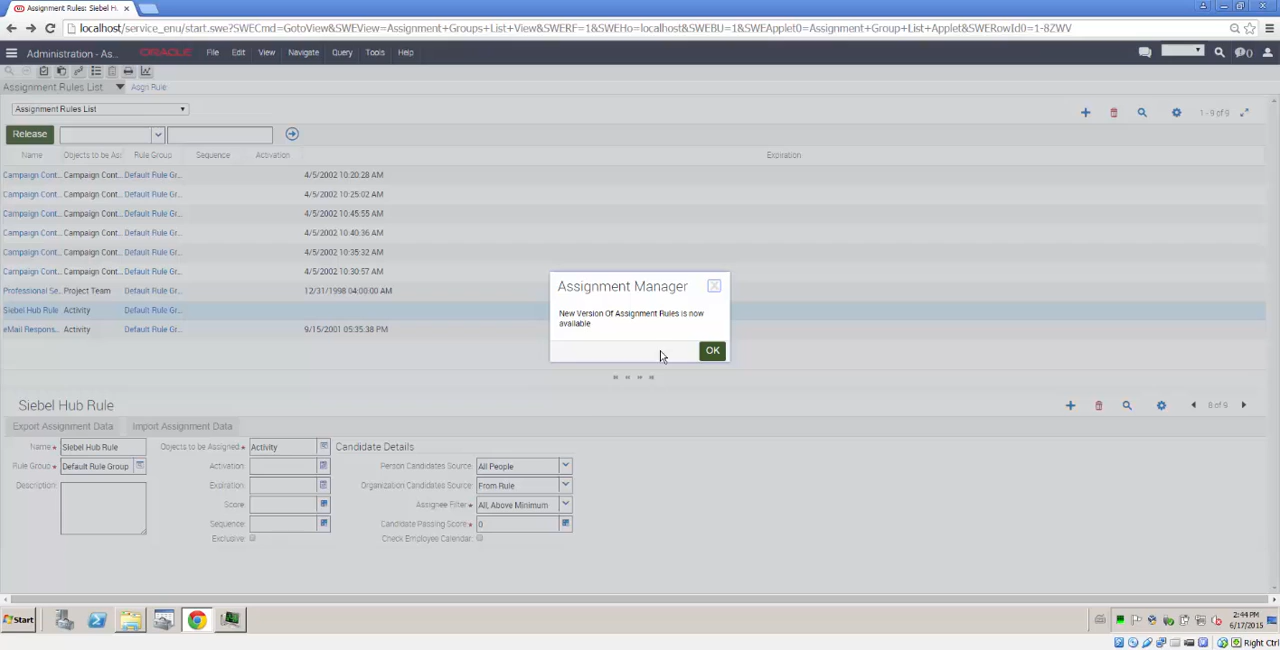 Assignment Rules: Siebel H
localhost/service_enu/start.swe?SWECmd=GotoView&SWEView=Assignment+Groups+List+View&SWERF=1&SWEHo=localhost&SWEBU=1&SWEApplet0=Assignment+Group+List+Applet&SWERowId0=1-8ZWV
Administration - As... ORACLE File Edit View Navigate Query Tools Help
Assignment Rules List Asgn Rule
Assignment Rules List
1 - 9 of 9
Release
Name Objects to be Ass Rule Group Sequence Activation Expiration
Campaign Cont... Campaign Cont... Default Rule Gr... 4/5/2002 10:20:28 AM
Campaign Cont... Campaign Cont... Default Rule Gr... 4/5/2002 10:25:02 AM
Campaign Cont... Campaign Cont... Default Rule Gr... 4/5/2002 10:45:55 AM
Campaign Cont... Campaign Cont... Default Rule Gr... 4/5/2002 10:40:36 AM
Campaign Cont... Campaign Cont... Default Rule Gr... 4/5/2002 10:35:32 AM
Campaign Cont... Campaign Cont... Default Rule Gr... 4/5/2002 10:30:57 AM
Professional Se... Project Team Default Rule Gr... 12/31/1998 04:00:00 AM
Siebel Hub Rule Activity Default Rule Gr...
eMail Respons... Activity Default Rule Gr... 9/15/2001 05:35:38 PM
Assignment Manager
New Version Of Assignment Rules is now
available
OK
Siebel Hub Rule
8 of 9
Export Assignment Data Import Assignment Data
Name Siebel Hub Rule Objects to be Assigned Activity Candidate Details
Rule Group Default Rule Group Activation: Person Candidates Source: All People
Description: Expiration: Organization Candidates Source: From Rule
Score: Assignee Filter All, Above Minimum
Sequence: Candidate Passing Score 0
Exclusive: Check Employee Calendar:
Start
2:44 PM
6/17/2015
Right Ctrl